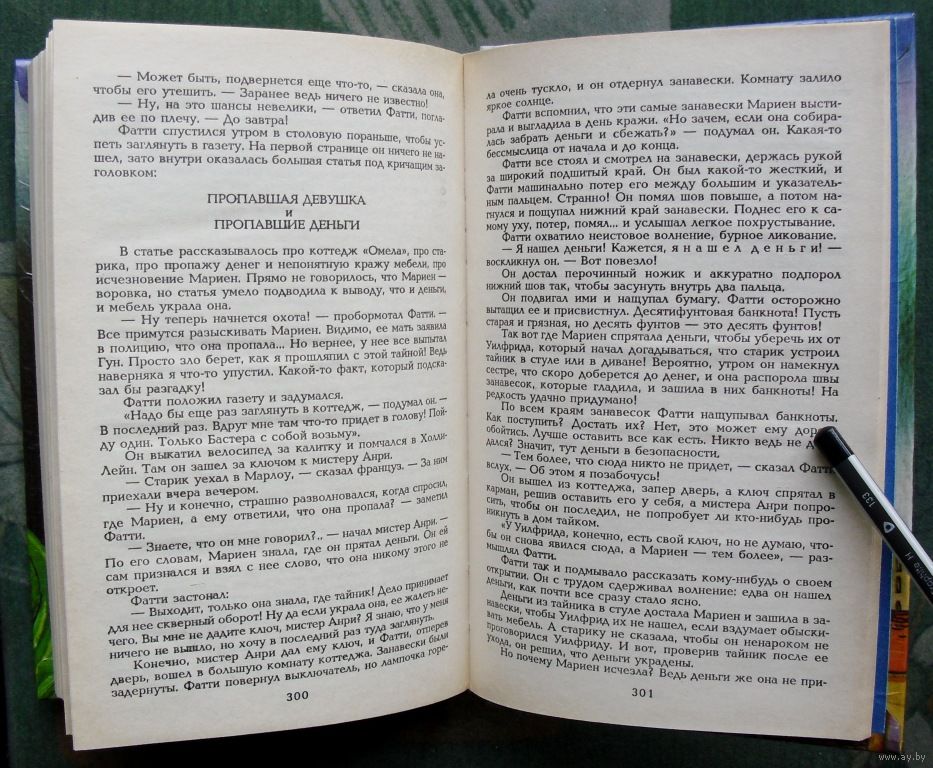 — Может быть, подвернется еще что-то, — сказала она,
чтобы его утешить. — Заранее ведь ничего не известно!
— Ну, на это шансы невелики, — ответил Фатти, погла-
див ее по плечу. — До завтра!
Фатти спустился утром в столовую пораньше, чтобы ус-
петь заглянуть в газету. На первой странице он ничего не на-
шел, зато внутри оказалась большая статья под кричащим за-
головком:
ПРОПАВШАЯ ДЕВУШКА
и
ПРОПАВШИЕ ДЕНЬГИ
В статье рассказывалось про коттедж «Омела», про ста-
рика, про пропажу денег и непонятную кражу мебели, про
исчезновение Мариен. Прямо не говорилось, что Мариен —
воровка, но статья умело подводила к выводу, что и деньги,
и мебель украла она.
— Ну теперь начнется охота! — пробормотал Фатти. —
Все примутся разыскивать Мариен. Видимо, ее мать заявила
в полицию, что она пропала... Но вернее, у нее все выпытал
Гун. Просто зло берет, как я прошляпил с этой тайной! Ведь
наверняка я что-то упустил. Какой-то факт, который подска-
зал бы разгадку!
Фатти положил газету и задумался.
«Надо бы еще раз заглянуть в коттедж, — подумал он. —
В последний раз. Вдруг мне там что-то придет в голову! Пой-
ду один. Только Бастера с собой возьму».
Он выкатил велосипед за калитку и помчался в Холли-
Лейн. Там он зашел за ключом к мистеру Анри.
— Старик уехал в Марлоу, — сказал француз. — За ним
приехали вчера вечером.
— Ну и конечно, страшно разволновался, когда спросил,
где Мариен, а ему ответили, что она пропала? — заметил
Фатти.
— Знаете, что он мне говорил?.. — начал мистер Анри. —
По его словам, Мариен знала, где он прятал деньги. Он ей
сам признался и взял с нее слово, что она никому этого не
откроет.
Фатти застонал:
— Выходит, только она знала, где тайник! Дело принимает
для нее скверный оборот! Ну да если украла она, ее жалеть не-
чего. Вы мне не дадите ключ, мистер Анри? Я знаю, что у меня
ничего не вышло, но хочу в последний раз туда заглянуть.
Конечно, мистер Анри дал ему ключ, и Фатти, отперев
дверь, вошел в большую комнату коттеджа. Занавески были
задернуты. Фатти повернул выключатель, но лампочка горе-
300
ла очень тускло, и он отдернул занавески. Комнату залило
яркое солнце.
Фатти вспомнил, что эти самые занавески Мариен высти-
рала и выгладила в день кражи. «Но зачем, если она собира-
лась забрать деньги и сбежать?» — подумал он. Какая-то
бессмыслица от начала и до конца.
Фатти все стоял и смотрел на занавески, держась рукой
за широкий подшитый край. Он был какой-то жесткий, и
Фатти машинально потер его между большим и указатель-
ным пальцем. Странно! Он помял шов повыше, а потом на-
гнулся и пощупал нижний край занавески. Поднес его к са-
мому уху, потер, помял... и услышал легкое похрустывание.
Фатти охватило неистовое волнение, бурное ликование.
— Я нашел деньги! Кажется, я н а ш е л д е н ь г и! —
воскликнул он. — Вот повезло!
Он достал перочинный ножик и аккуратно подпорол
нижний шов так, чтобы засунуть внутрь два пальца.
Он подвигал ими и нащупал бумагу. Фатти осторожно
вытащил ее и присвистнул. Десятифунтовая банкнота! Пусть
старая и грязная, но десять фунтов — это десять фунтов!
Так вот где Мариен спрятала деньги, чтобы уберечь их от
Уилфрида, который начал догадываться, что старик устроил
тайник в стуле или в диване! Вероятно, утром он намекнул
сестре, что скоро доберется до денег, и она распорола швы
занавесок, которые гладила, и зашила в них банкноты! На
редкость удачно придумано!
По всем краям занавесок Фатти нащупывал банкноты.
Как поступить? Достать их? Нет, это может ему
обойтись. Лучше оставить все как есть. Никто ведь не
дался? Значит, тут деньги в безопасности.
— Тем более, что сюда никто не придет, — сказал Фатти
вслух. — Об этом я позабочусь!
Он вышел из коттеджа, запер дверь, а ключ спрятал в
карман, решив оставить его у себя, а мистера Анри попро-
сить, чтобы он последил, не попробует ли кто-нибудь про-
никнуть в дом тайком.
«У Уилфрида, конечно, есть свой ключ, но не думаю, что-
бы он снова явился сюда, а Мариен — тем более», — раз-
мышлял Фатти.
Фатти так и подмывало рассказать кому-нибудь о своем
открытии. Он с трудом сдерживал волнение: едва он нашел
деньги, как почти все сразу стало ясно.
Деньги из тайника в стуле достала Мариен и зашила в за-
навески, чтобы Уилфрид их не нашел, если вздумает обыски-
вать мебель. А старику не сказала, чтобы он ненароком не
проговорился Уилфриду. И вот, проверив тайник после ее
ухода, он решил, что деньги украдены.
Но почему Мариен исчезла? Ведь деньги же она не при-
301
133
www.ay.by